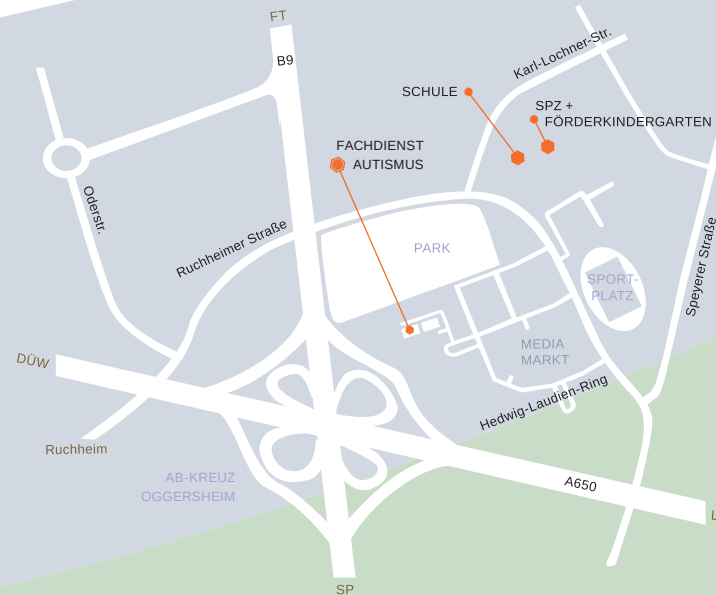 FT
B9
Karl-Lochner-Str.
SCHULE
SPZ +
FÖRDERKINDERGARTEN
FACHDIENST
AUTISMUS
Oderstr.
Ruchheimer Straße
PARK
Speyerer Straße
SPORT-
PLATZ
MEDIA
MARKT
DÜW
Hedwig-Laudien-Ring
Ruchheim
AB-KREUZ
OGGERSHEIM
A650
L
SP